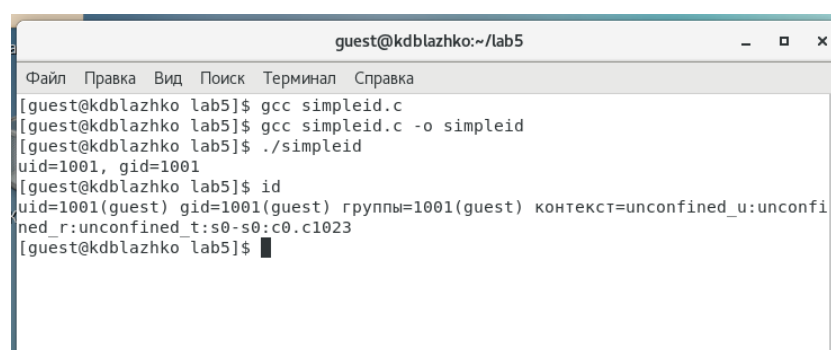 guest@kdblazhko:~/lab5
Файл Правка Вид Поиск Терминал Справка
[guest@kdblazhko lab5]$ gcc simpleid.c
[guest@kdblazhko lab5]$ gcc simpleid.c -o simpleid
[guest@kdblazhko lab5]$ ./simpleid
uid=1001, gid=1001
[guest@kdblazhko lab5]$ id
uid=1001(guest) gid=1001(guest) группы=1001(guest) контекст=unconfined_u:unconfi
ned_r:unconfined_t:s0-s0:c0.c1023
[guest@kdblazhko lab5]$